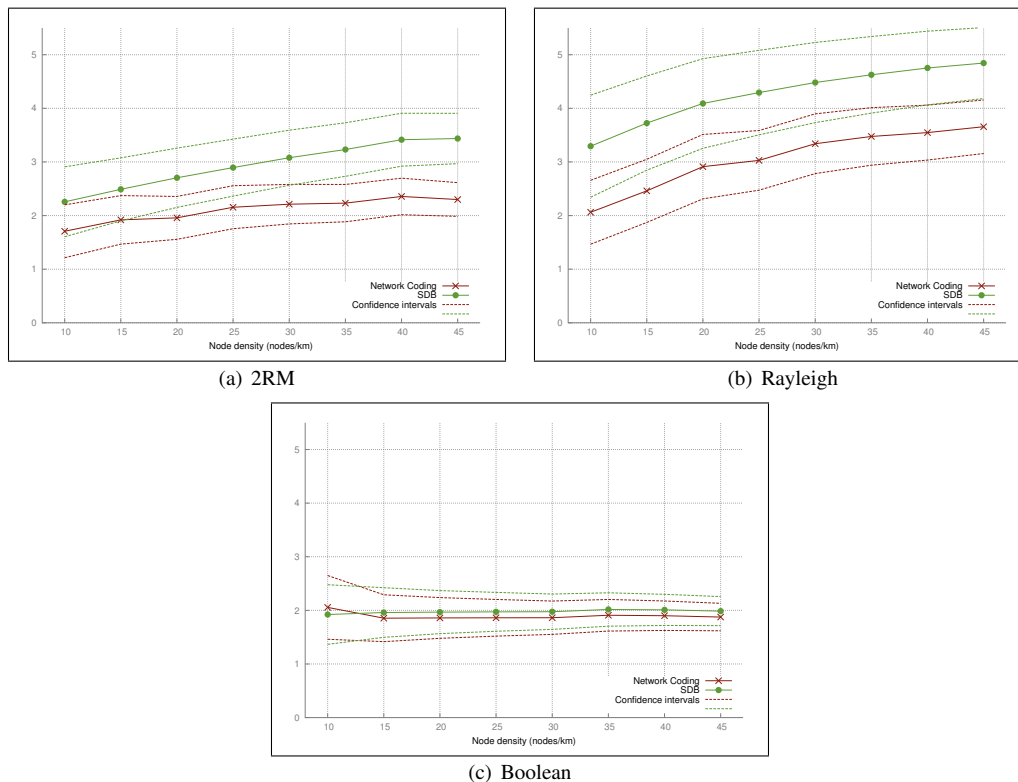 5
4
3
2
1
0
Network Coding
SDB
Confidence intervals
10 15 20 25 30 35 40 45
Node density (nodes/km)
(a) 2RM
5
4
3
2
1
0
Network Coding
SDB
Confidence intervals
10 15 20 25 30 35 40 45
Node density (nodes/km)
(b) Rayleigh
5
4
3
2
1
0
Network Coding
SDB
Confidence intervals
10 15 20 25 30 35 40 45
Node density (nodes/km)
(c) Boolean